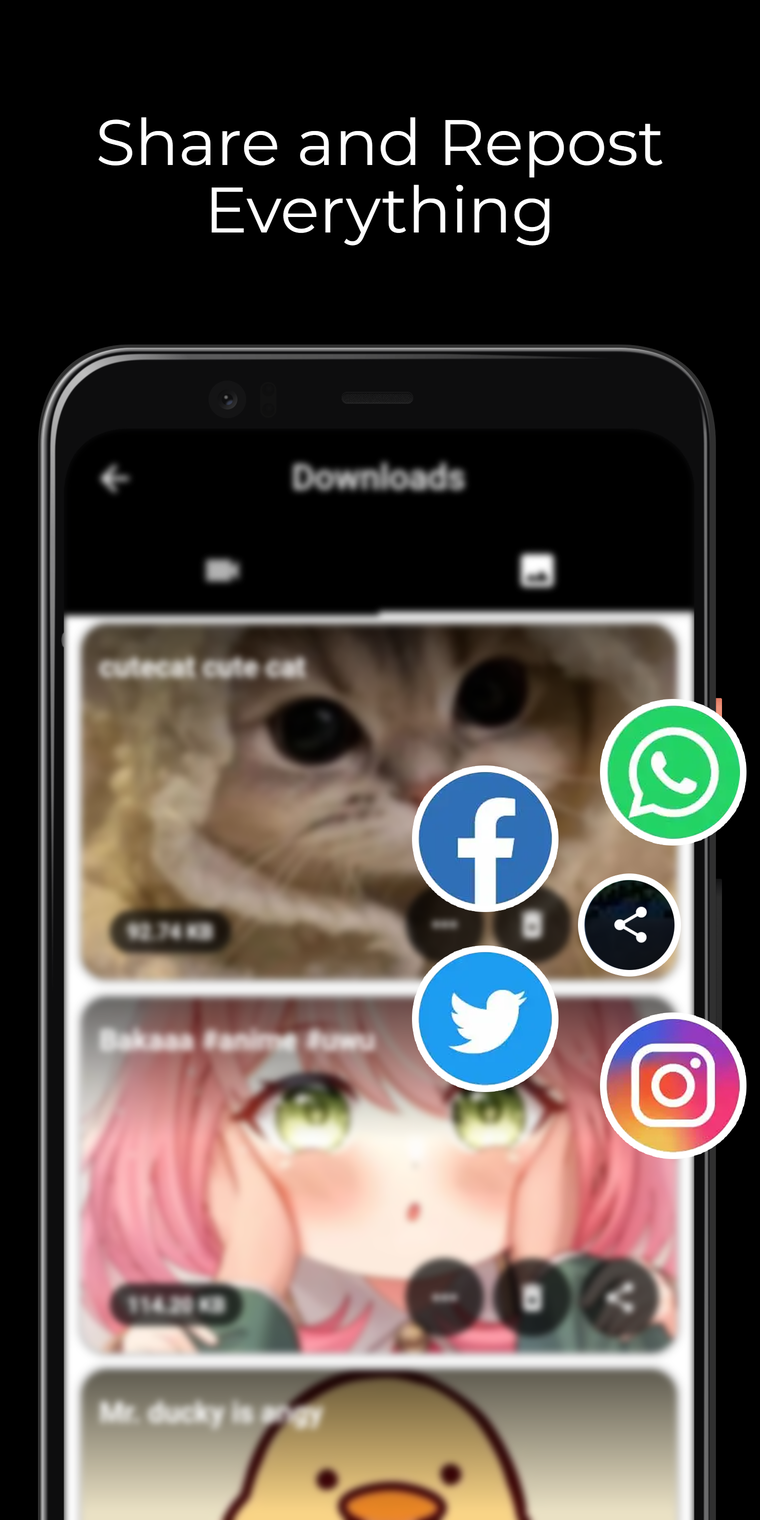 Share and Repost
Everything
Downloads
cutecat cute cat
92.74 KB
Bakaaa #anime #uwu
114.20 KB
Mr. ducky is angy